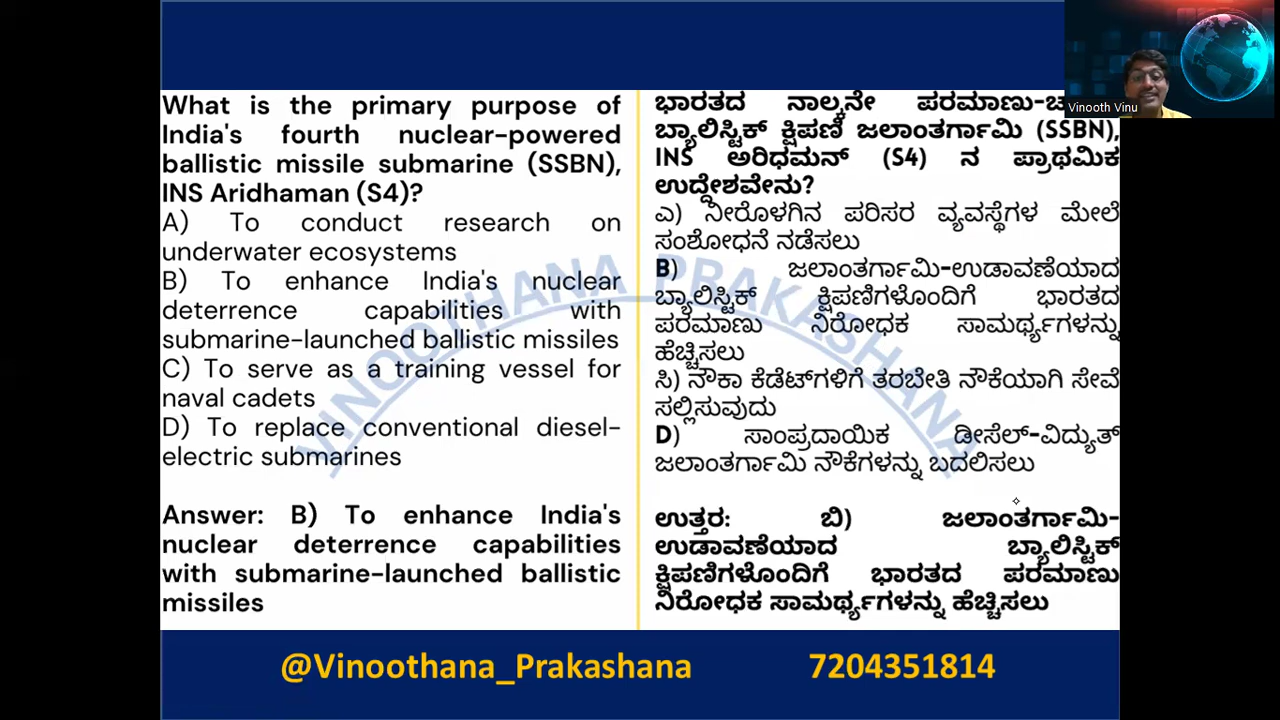 What is the primary purpose of
India's fourth nuclear-powered
ballistic missile submarine (SSBN),
INS Aridhaman (S4)?
A) To conduct research on
underwater ecosystems
B) To enhance India's nuclear
deterrence capabilities with
submarine-launched ballistic missiles
C) To serve as a training vessel for
naval cadets
D) To replace conventional diesel-
electric submarines
Answer: B) To enhance India's
nuclear deterrence capabilities
with submarine-launched ballistic
missiles
ಭಾರತದ ನಾಲ್ಕನೇ
ಬ್ಯಾಲಿಸ್ಟಿಕ್ ಕ್ಷಿಪಣಿ ಜಲಾಂತರ್ಗಾಮಿ (SSBN),
INS ಅರಿಧಮನ್ (S4) ನ ಪ್ರಾಥಮಿಕ
ಉದ್ದೇಶವೇನು?
ಎ) ನೀರೊಳಗಿನ ಪರಿಸರ ವ್ಯವಸ್ಥೆಗಳ ಮೇಲೆ
ಸಂಶೋಧನೆ ನಡೆಸಲು
B) ಜಲಾಂತರ್ಗಾಮಿ-ಉಡಾವಣೆಯಾದ
ಬ್ಯಾಲಿಸ್ಟಿಕ್ ಕ್ಷಿಪಣಿಗಳೊಂದಿಗೆ ಭಾರತದ
ಪರಮಾಣು ನಿರೋಧಕ ಸಾಮರ್ಥ್ಯಗಳನ್ನು
ಹೆಚ್ಚಿಸಲು
ಸಿ) ನೌಕಾ ಕೆಡೆಟ್‌ಗಳಿಗೆ ತರಬೇತಿ ನೌಕೆಯಾಗಿ ಸೇವೆ
ಸಲ್ಲಿಸುವುದು
D) ಸಾಂಪ್ರದಾಯಿಕ ಡೀಸೆಲ್-ವಿದ್ಯುತ್
ಜಲಾಂತರ್ಗಾಮಿ ನೌಕೆಗಳನ್ನು ಬದಲಿಸಲು
ಉತ್ತರ: ಬಿ) ಜಲಾಂತರ್ಗಾಮಿ-
ಉಡಾವಣೆಯಾದ ಬ್ಯಾಲಿಸ್ಟಿಕ್
ಕ್ಷಿಪಣಿಗಳೊಂದಿಗೆ ಭಾರತದ ಪರಮಾಣು
ನಿರೋಧಕ ಸಾಮರ್ಥ್ಯಗಳನ್ನು ಹೆಚ್ಚಿಸಲು
VINOOTHANA_PRAKASHANA
Vinooth Vinu
@Vinoothana_Prakashana 7204351814